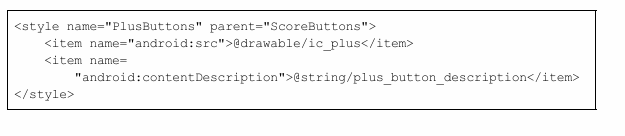 <style name="PlusButtons" parent="ScoreButtons">
    <item name="android:src">@drawable/ic_plus</item>
    <item name=
        "android:contentDescription">@string/plus_button_description</item>
</style>